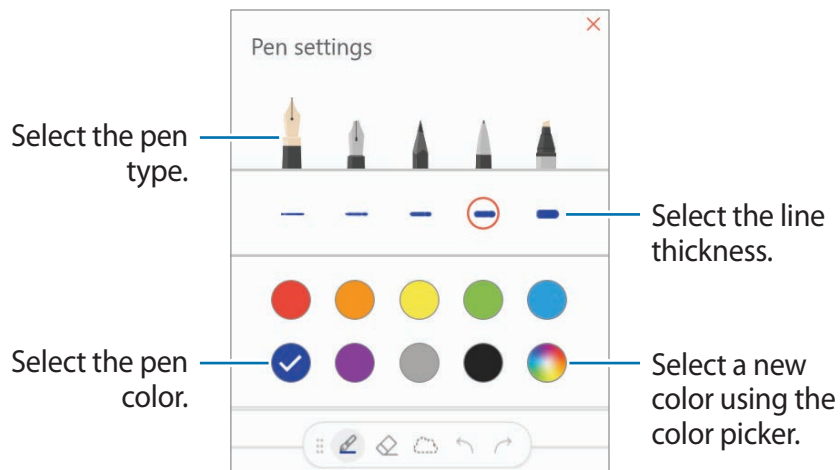 Pen settings
Select the pen
type.
Select the line
thickness.
Select the pen
color.
Select a new
color using the
color picker.